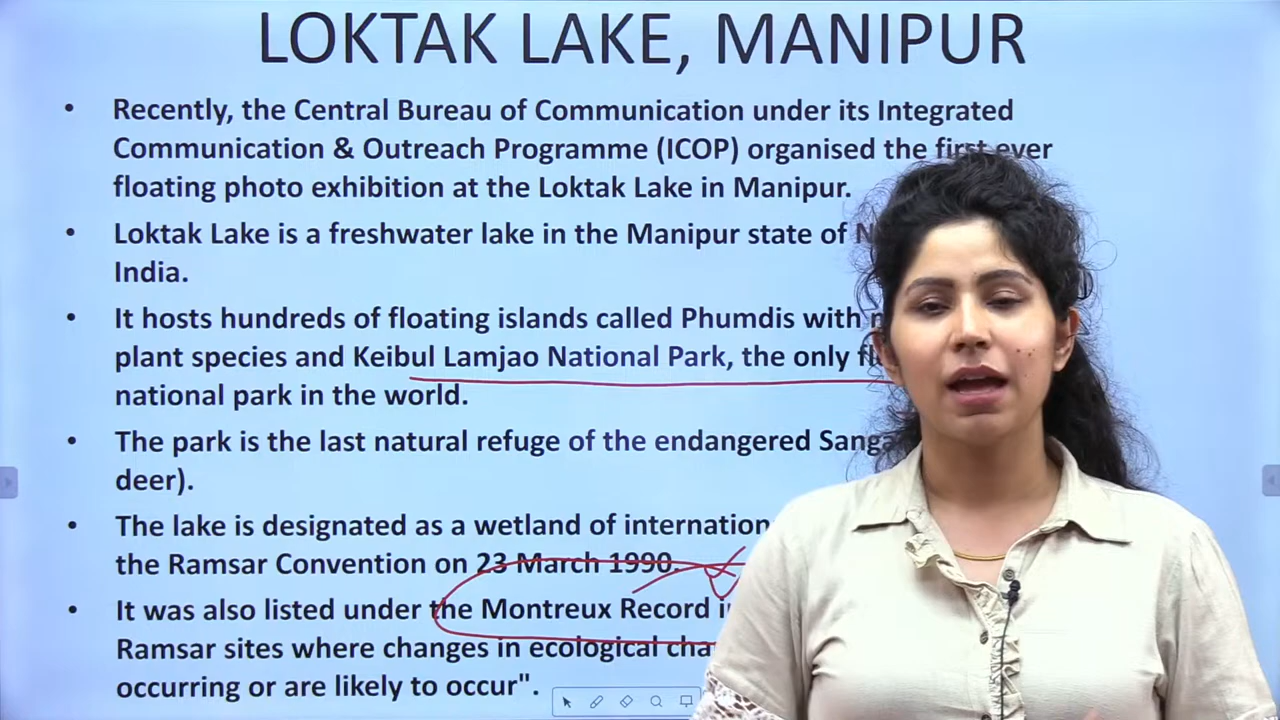 LOKTAK LAKE, MANIPUR
• Recently, the Central Bureau of Communication under its Integrated
Communication & Outreach Programme (ICOP) organised the first ever
floating photo exhibition at the Loktak Lake in Manipur.
• Loktak Lake is a freshwater lake in the Manipur state of
India.
• It hosts hundreds of floating islands called Phumdis with
plant species and Keibul Lamjao National Park, the only
national park in the world.
• The park is the last natural refuge of the endangered
deer).
• The lake is designated as a wetland of
the Ramsar Convention on 23 March 1990.
• It was also listed under the Montreux Record
Ramsar sites where changes in ecological
occurring or are likely to occur".